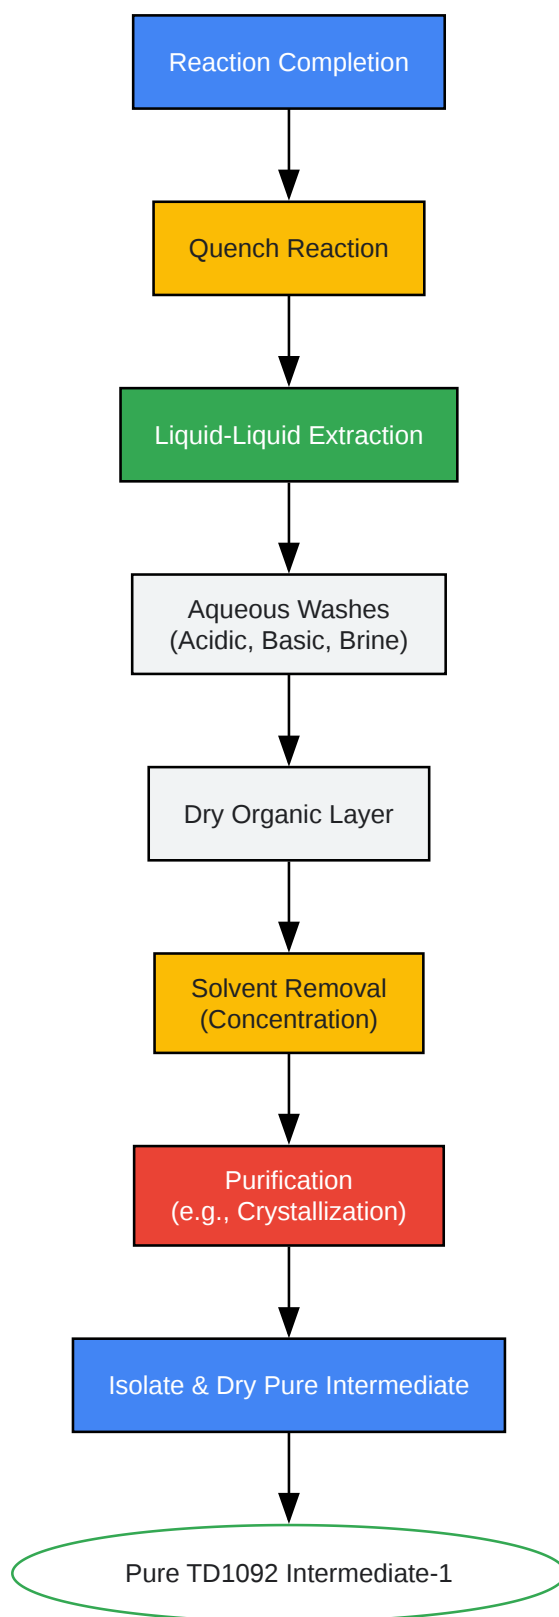 Reaction Completion
Quench Reaction
Liquid-Liquid Extraction
Aqueous Washes
(Acidic, Basic, Brine)
Dry Organic Layer
Solvent Removal
(Concentration)
Purification
(e.g., Crystallization)
Isolate & Dry Pure Intermediate
Pure TD1092 Intermediate-1